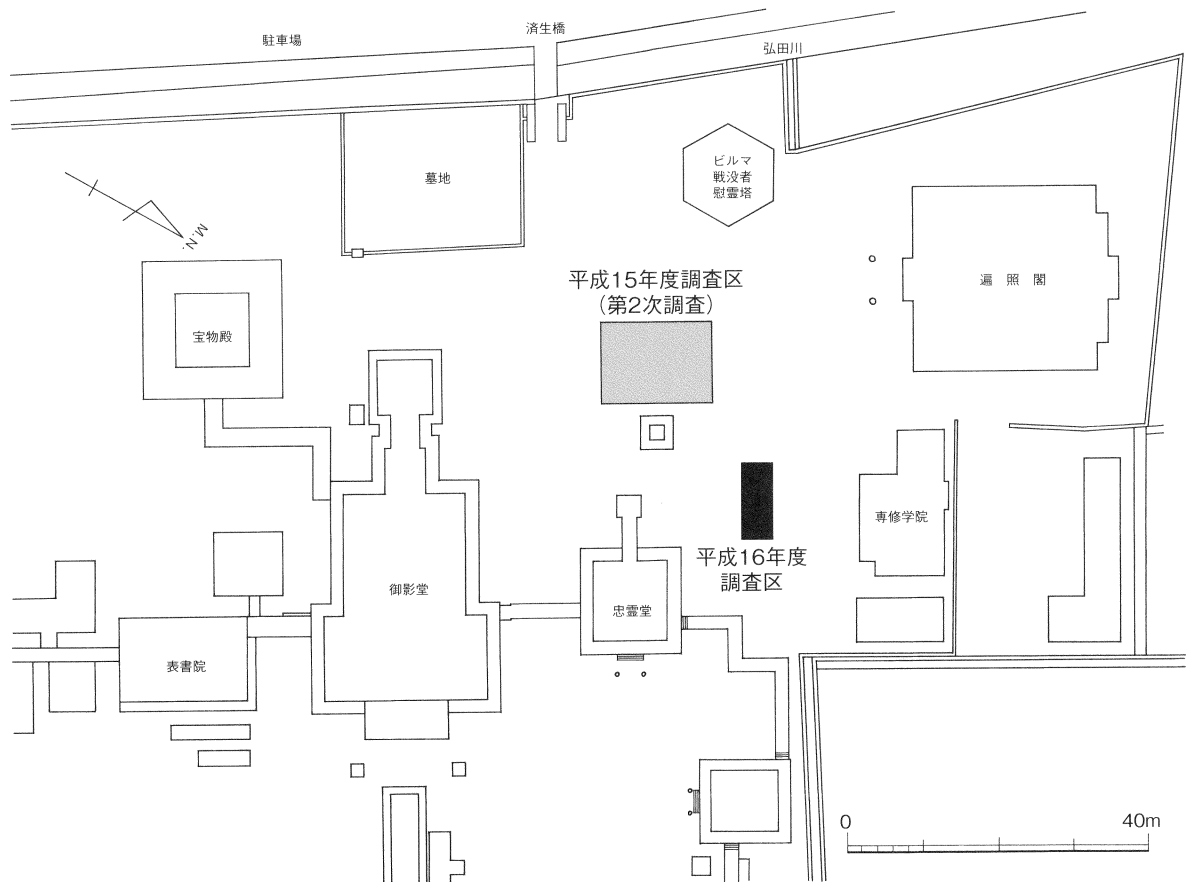 済生橋
駐車場
弘田川
ビルマ
戦没者
慰霊塔
墓地
M.N.
平成15年度調査区
(第2次調査)
遍照閣
宝物殿
専修学院
平成16年度
調査区
御影堂
忠霊堂
表書院
0 40m